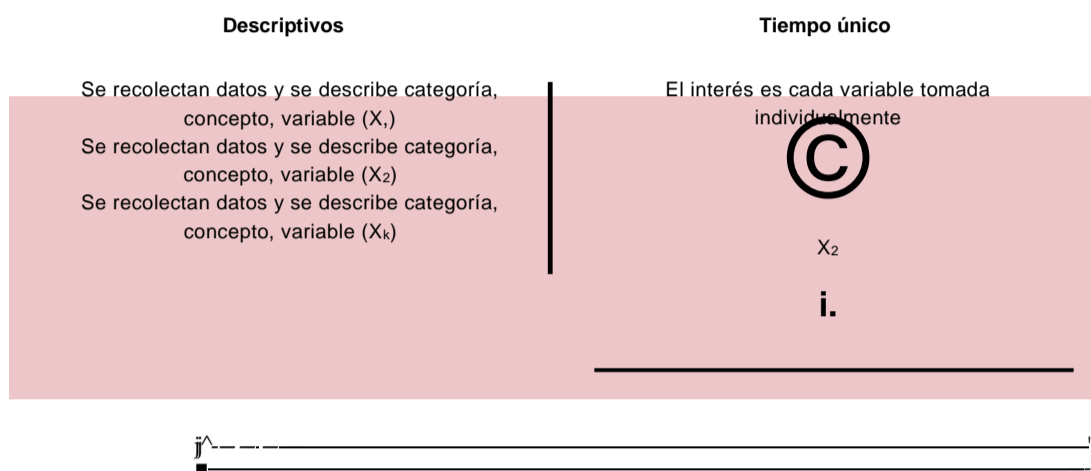 Descriptivos
Se recolectan datos y se describe categoría,
concepto, variable (X,)
Se recolectan datos y se describe categoría,
concepto, variable (X₂)
Se recolectan datos y se describe categoría,
concepto, variable (Xₖ)
Tiempo único
El interés es cada variable tomada
individualmente
©
X₂
i.